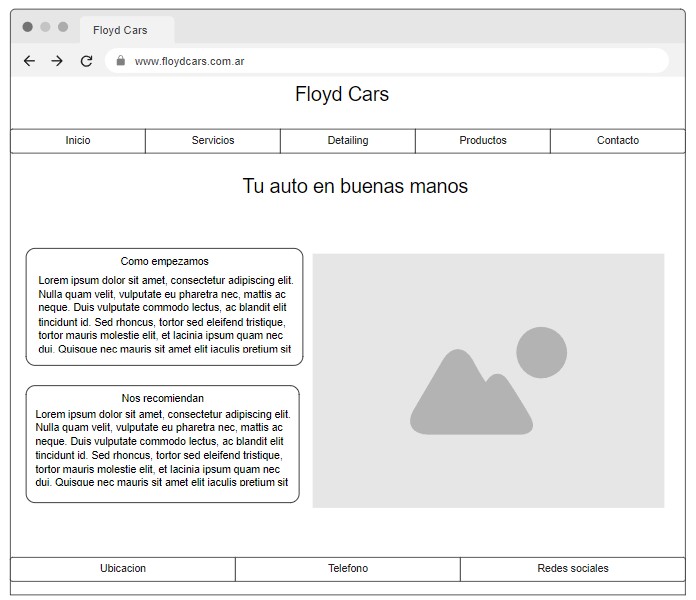 Floyd Cars
www.floydcars.com.ar
Floyd Cars
Inicio
Servicios
Detailing
Productos
Contacto
Tu auto en buenas manos
Como empezamos
Lorem ipsum dolor sit amet, consectetur adipiscing elit.
Nulla quam velit, vulputate eu pharetra nec, mattis ac
neque. Duis vulputate commodo lectus, ac blandit elit
tincidunt id. Sed rhoncus, tortor sed eleifend tristique,
tortor mauris molestie elit, et lacinia ipsum quam nec
dui. Quisque nec mauris sit amet elit iaculis pretium sit
Nos recomiendan
Lorem ipsum dolor sit amet, consectetur adipiscing elit.
Nulla quam velit, vulputate eu pharetra nec, mattis ac
neque. Duis vulputate commodo lectus, ac blandit elit
tincidunt id. Sed rhoncus, tortor sed eleifend tristique,
tortor mauris molestie elit, et lacinia ipsum quam nec
dui. Quisque nec mauris sit amet elit iaculis pretium sit
Ubicacion
Telefono
Redes sociales